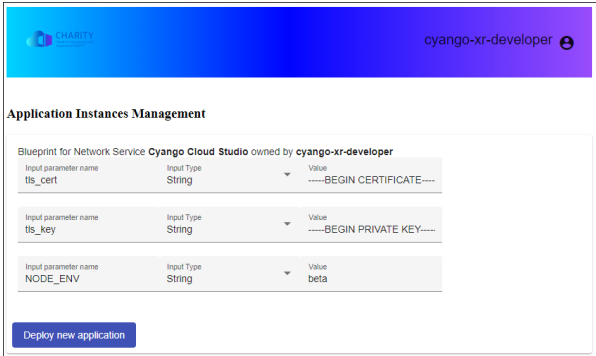 CHARITY
cyango-xr-developer
Application Instances Management
Blueprint for Network Service Cyango Cloud Studio owned by cyango-xr-developer
Input parameter name Input Type Value
tls_cert String -----BEGIN CERTIFICATE----
Input parameter name Input Type Value
tls_key String -----BEGIN PRIVATE KEY-----
Input parameter name Input Type Value
NODE_ENV String beta
Deploy new application